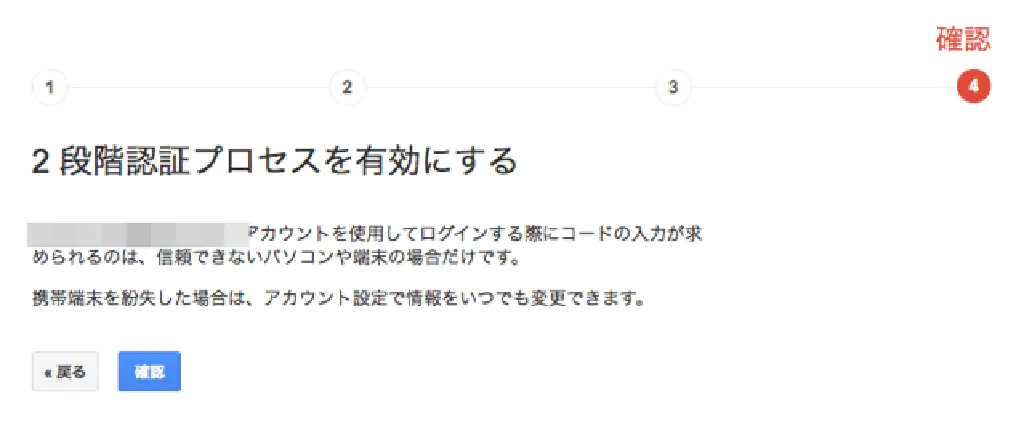 確認
1 2 3 4
2 段階認証プロセスを有効にする
アカウントを使用してログインする際にコードの入力が求
められるのは、信頼できないパソコンや端末の場合だけです。
携帯端末を紛失した場合は、アカウント設定で情報をいつでも変更できます。
« 戻る 確認